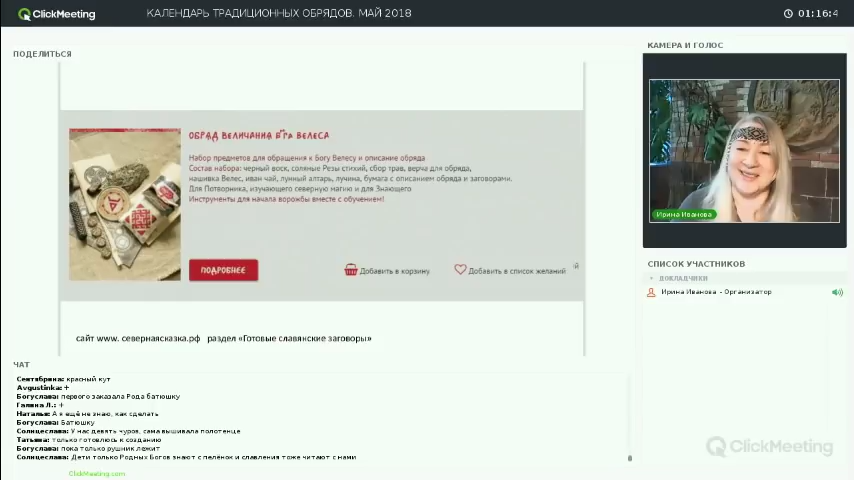 ClickMeeting
КАЛЕНДАРЬ ТРАДИЦИОННЫХ ОБРЯДОВ. МАЙ 2018
01:16:4
ПОДЕЛИТЬСЯ
ОБРЯД ВЕЛИЧАНИЯ БОГА ВЕЛЕСА
Набор предметов для обращения к Богу Велесу и описание обряда
Состав набора: черный воск, соляные Резы стихий, сбор трав, верча для обряда,
нашивка Велес, иван чай, лунный алтарь, лучина, бумага с описанием обряда и заговорами.
Для Потворника, изучающего северную магию и для Знающего
Инструменты для начала ворожбы вместе с обучением!
ПОДРОБНЕЕ
Добавить в корзину
Добавить в список желаний
й
сайт www. севернаясказка.рф раздел «Готовые славянские заговоры»
КАМЕРА И ГОЛОС
Ирина Иванова
СПИСОК УЧАСТНИКОВ
ДОКЛАДЧИКИ
Ирина Иванова - Организатор
ЧАТ
Сентябрина: красный кут
Avgustinka: +
Богуслава: первого заказала Рода батюшку
Галина Л.: +
Наталья: А я ещё не знаю, как сделать
Богуслава: Батюшку
Солнцеслава: У нас девять чуров, сама вышивала полотенце
Татьяна: только готовлюсь к созданию
Богуслава: пока только рушник лежит
Солнцеслава: Дети только Родных Богов знают с пелёнок и славления тоже читают с нами
ClickMeeting.com
ClickMeeting